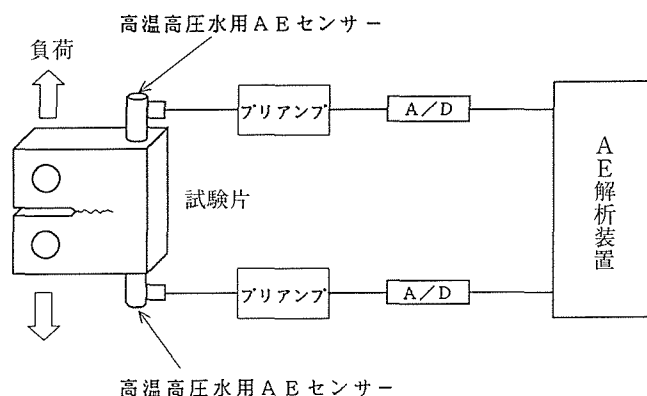 高温高圧水用ＡＥセンサー
負荷
プリアンプ
Ａ／Ｄ
ＡＥ解析装置
試験片
プリアンプ
Ａ／Ｄ
高温高圧水用ＡＥセンサー